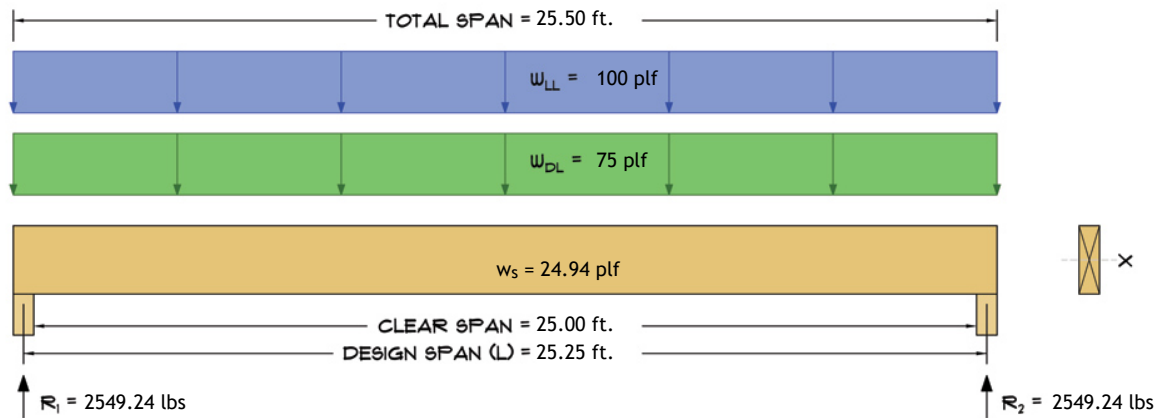 TOTAL SPAN = 25.50 ft.
WLL = 100 plf
WDL = 75 plf
ws = 24.94 plf
X
CLEAR SPAN = 25.00 ft.
DESIGN SPAN (L) = 25.25 ft.
R1 = 2549.24 lbs
R2 = 2549.24 lbs